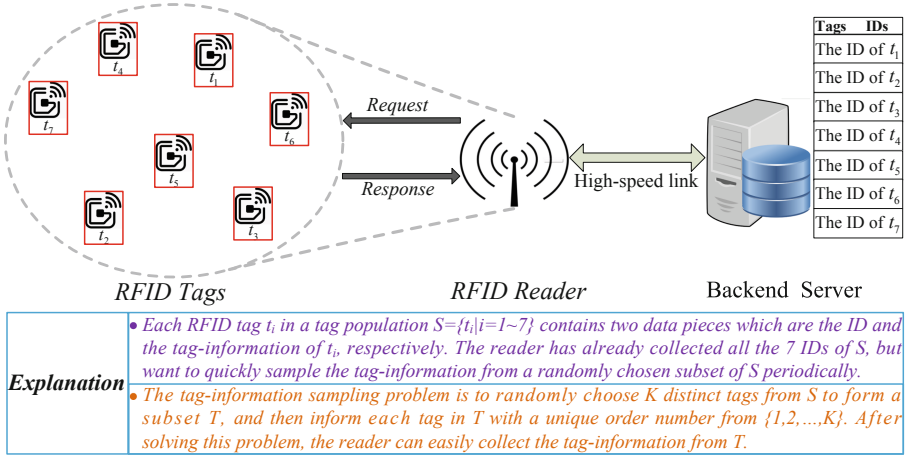 t4
t1
t7
t6
t5
t2
t3
Request
Response
High-speed link
Tags IDs
The ID of t1
The ID of t2
The ID of t3
The ID of t4
The ID of t5
The ID of t6
The ID of t7
RFID Tags
RFID Reader
Backend Server
Explanation
• Each RFID tag ti in a tag population S={ti|i=1~7} contains two data pieces which are the ID and
the tag-information of ti, respectively. The reader has already collected all the 7 IDs of S, but
want to quickly sample the tag-information from a randomly chosen subset of S periodically.
• The tag-information sampling problem is to randomly choose K distinct tags from S to form a
subset T, and then inform each tag in T with a unique order number from {1,2,...,K}. After
solving this problem, the reader can easily collect the tag-information from T.